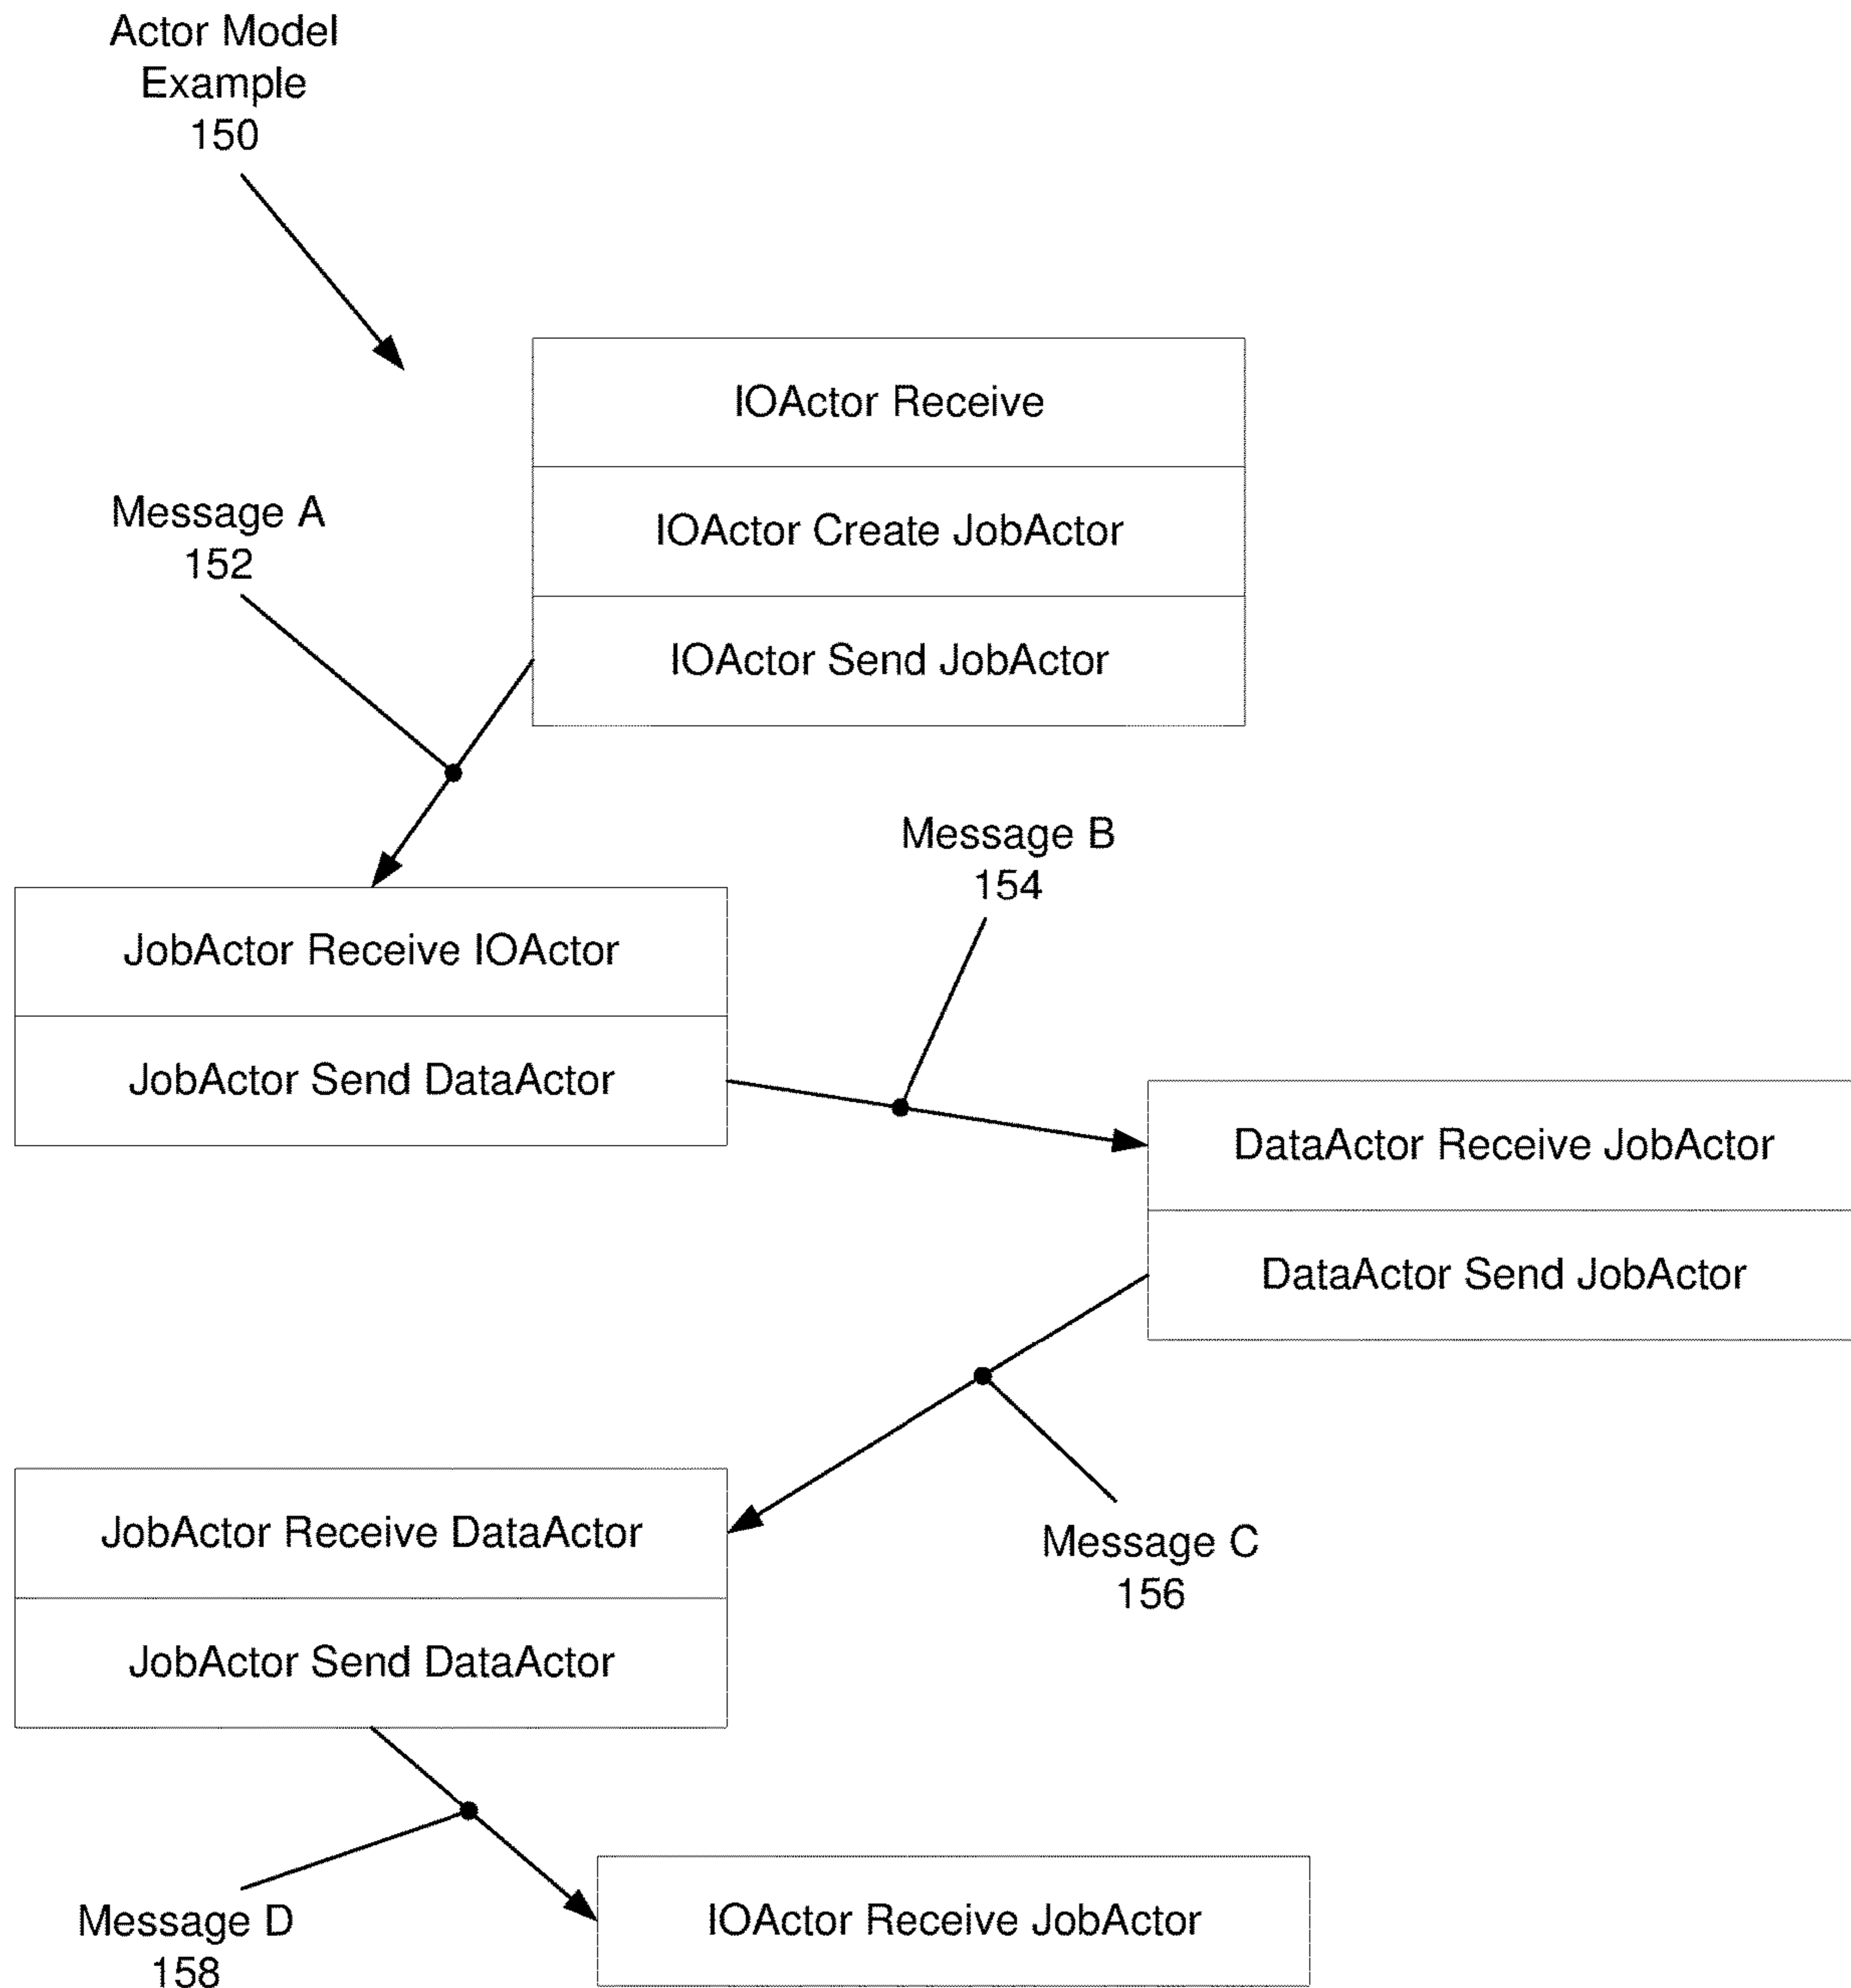 Actor Model
Example
150
IOActor Receive
Message A
152
IOActor Create JobActor
IOActor Send JobActor
Message B
154
JobActor Receive IOActor
JobActor Send DataActor
DataActor Receive JobActor
DataActor Send JobActor
JobActor Receive DataActor
Message C
156
JobActor Send DataActor
Message D
158
IOActor Receive JobActor